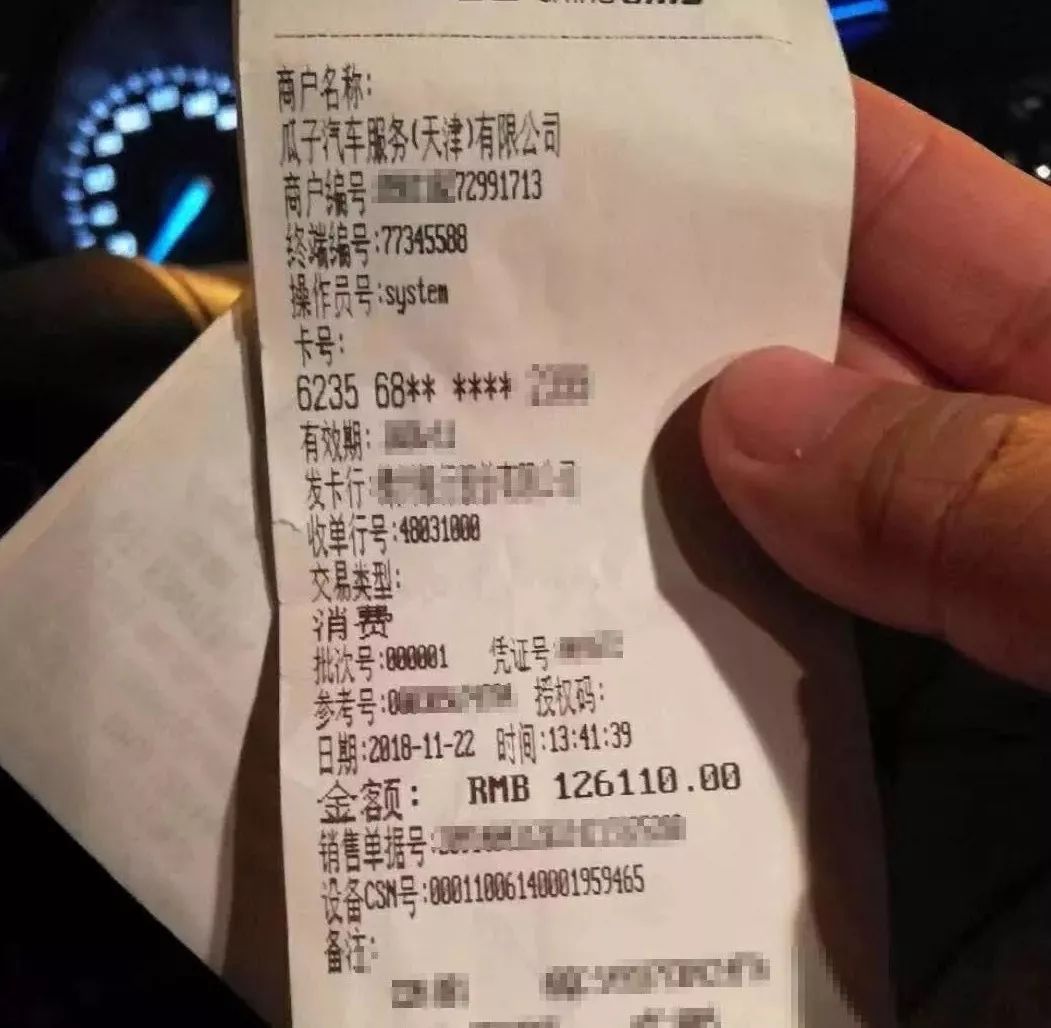 商户名称:
瓜子汽车服务(天津)有限公司
商户编号 72991713
终端编号:77345588
操作员号:system
卡号:
6235 68** ****
有效期:
发卡行:
收单行号:48031000
交易类型:
消费
批次号:000001 凭证号:
参考号:0 授权码:
日期:2018-11-22 时间:13:41:39
金额: RMB 126110.00
销售单据号:
设备CSN号:00011006140001959465
备注: